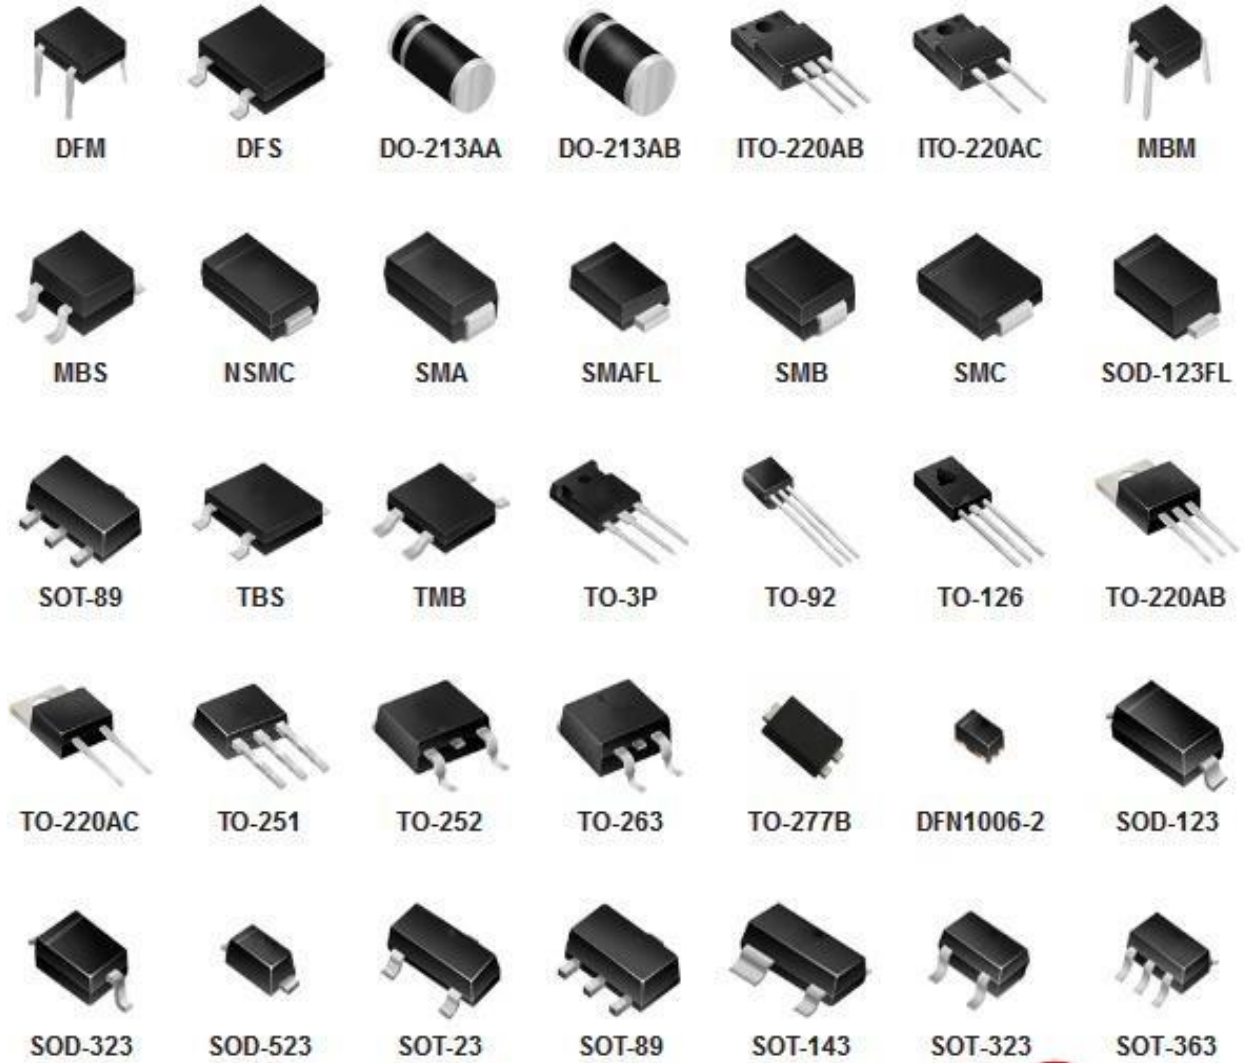 DFM DFS DO-213AA DO-213AB ITO-220AB ITO-220AC MBM
MBS NSMC SMA SMAFL SMB SMC SOD-123FL
SOT-89 TBS TMB TO-3P TO-92 TO-126 TO-220AB
TO-220AC TO-251 TO-252 TO-263 TO-277B DFN1006-2 SOD-123
SOD-323 SOD-523 SOT-23 SOT-89 SOT-143 SOT-323 SOT-363